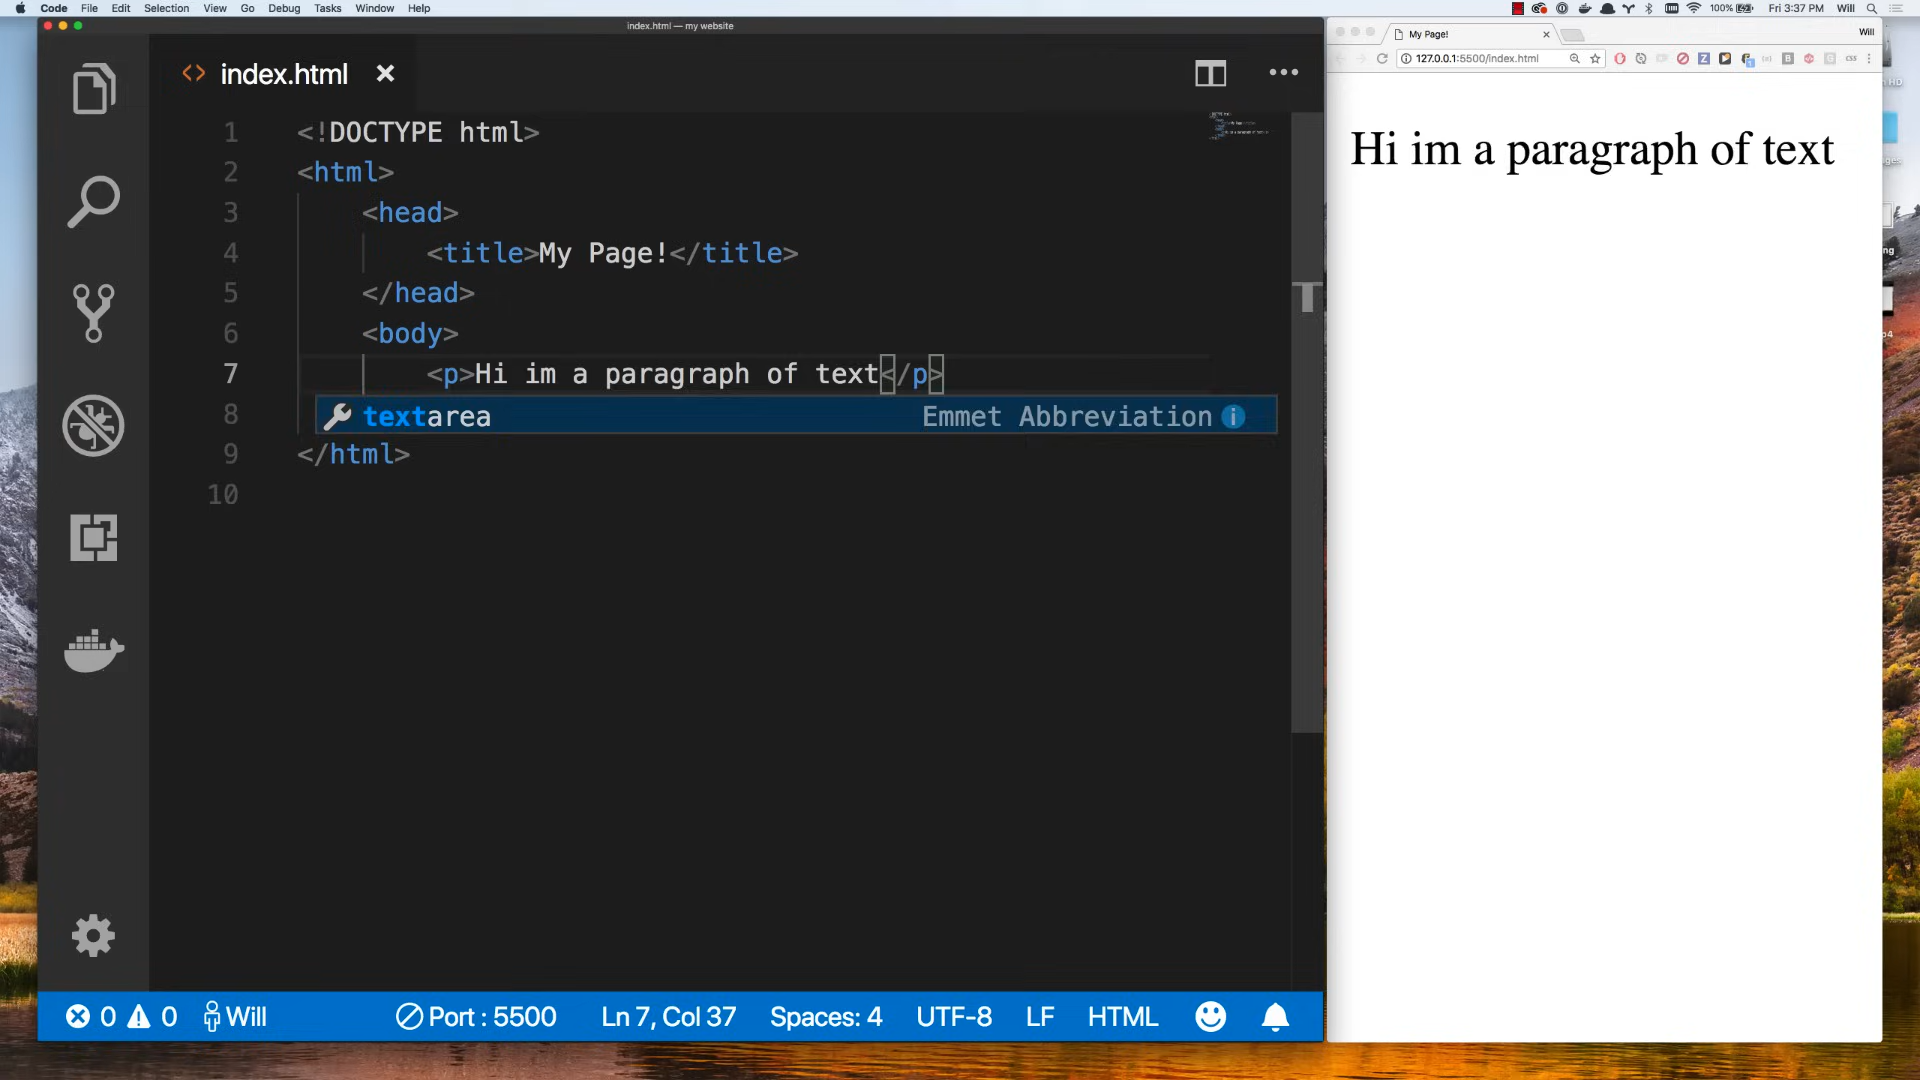 Code File Edit Selection View Go Debug Tasks Window Help
100% Fri 3:37 PM Will
index.html — my website
index.html
1 <!DOCTYPE html>
2 <html>
3 <head>
4 <title>My Page!</title>
5 </head>
6 <body>
7 <p>Hi im a paragraph of text</p>
8 textarea Emmet Abbreviation
9 </html>
10
0 0 Will Port : 5500 Ln 7, Col 37 Spaces: 4 UTF-8 LF HTML
My Page!
Will
127.0.0.1:5500/index.html
Hi im a paragraph of text